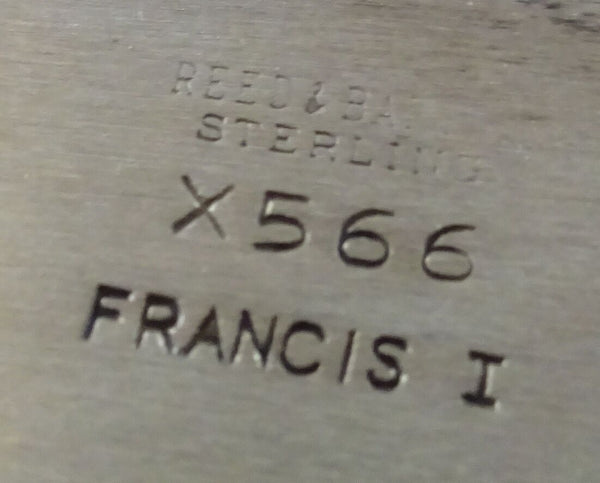 REED & BA
STERLING
X566
FRANCIS I